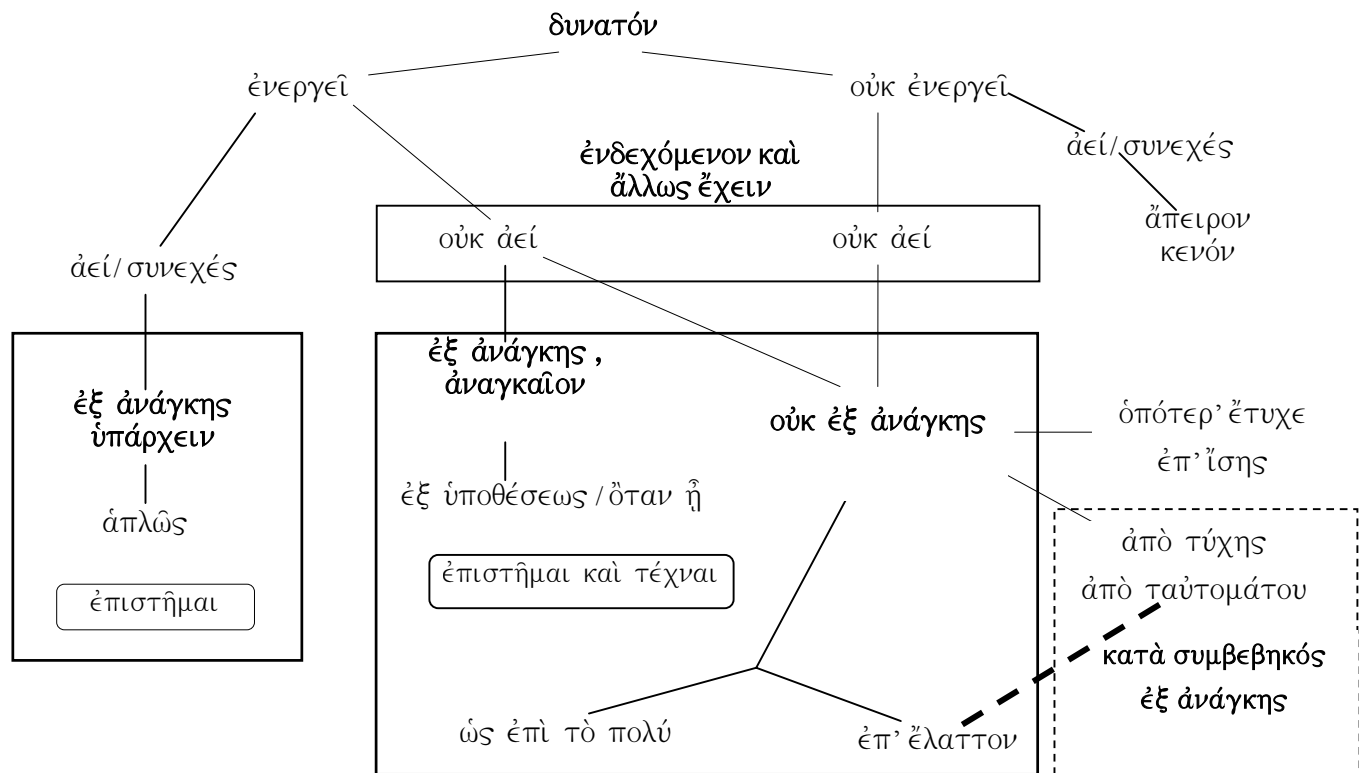 δυνατόν
ἐνεργεῖ
οὐκ ἐνεργεῖ
ἀεί/συνεχές
ἐνδεχόμενον καὶ
ἄλλως ἔχειν
ἄπειρον
κενόν
οὐκ ἀεί
οὐκ ἀεί
ἀεί/συνεχές
ἐξ ἀνάγκης ,
ἀναγκαῖον
ἐξ ἀνάγκης
ὑπάρχειν
οὐκ ἐξ ἀνάγκης
ὁπότερ’ ἔτυχε
ἐπ’ ἴσης
ἐξ ὑποθέσεως /ὅταν ᾖ
ἁπλῶς
ἀπὸ τύχης
ἐπιστῆμαι καὶ τέχναι
ἀπὸ ταὐτομάτου
ἐπιστῆμαι
κατὰ συμβεβηκός
ἐξ ἀνάγκης
ὡς ἐπὶ τὸ πολύ
ἐπ’ ἔλαττον